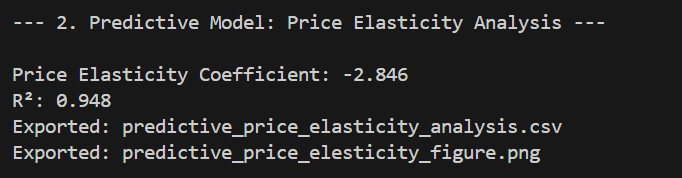 --- 2. Predictive Model: Price Elasticity Analysis ---
Price Elasticity Coefficient: -2.846
R²: 0.948
Exported: predictive_price_elasticity_analysis.csv
Exported: predictive_price_elesticity_figure.png